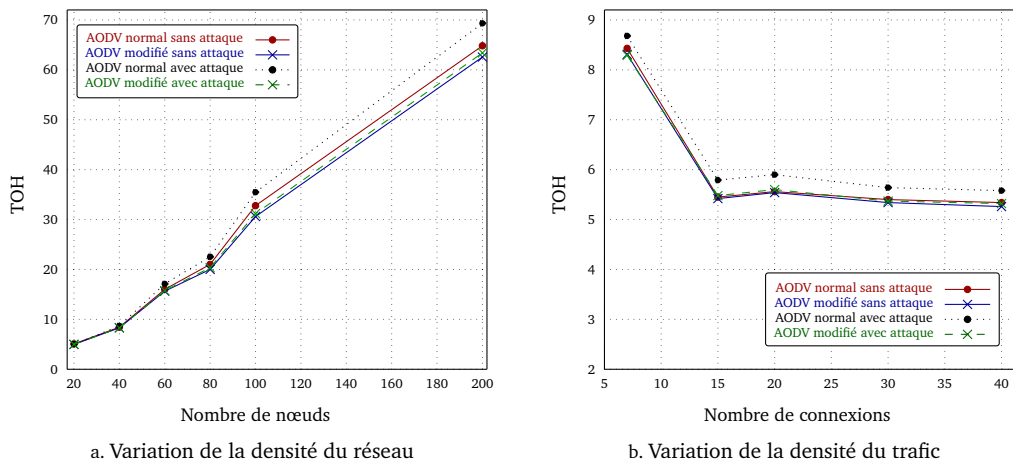 70
60
50
40
30
20
10
0
20 40 60 80 100 120 140 160 180 200
TOH
Nombre de nœuds
AODV normal sans attaque
AODV modifié sans attaque
AODV normal avec attaque
AODV modifié avec attaque
a. Variation de la densité du réseau
9
8
7
6
5
4
3
2
5 10 15 20 25 30 35 40
TOH
Nombre de connexions
AODV normal sans attaque
AODV modifié sans attaque
AODV normal avec attaque
AODV modifié avec attaque
b. Variation de la densité du trafic